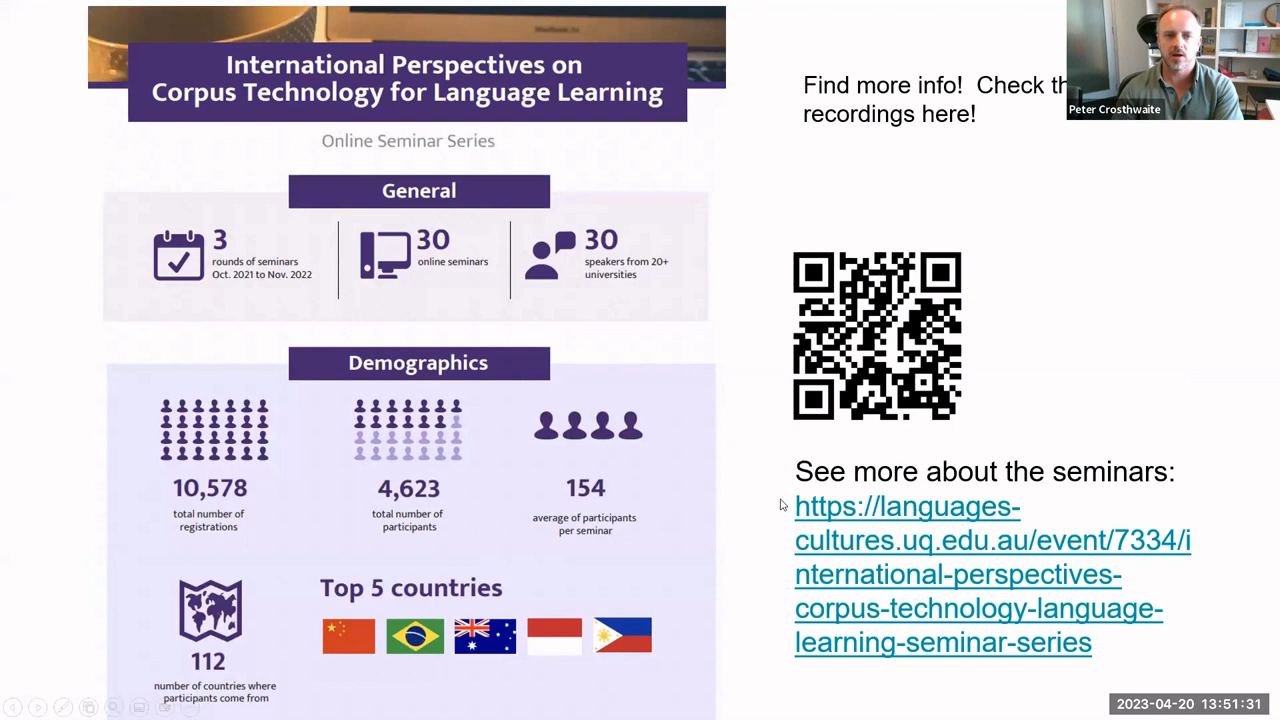 MacBook Air
International Perspectives on
Corpus Technology for Language Learning
Online Seminar Series
General
3
rounds of seminars
Oct. 2021 to Nov. 2022
30
online seminars
30
speakers from 20+
universities
Demographics
10,578
total number of
registrations
4,623
total number of
participants
154
average of participants
per seminar
112
number of countries where
participants come from
Top 5 countries
Find more info! Check th
recordings here!
Peter Crosthwaite
See more about the seminars:
https://languages-
cultures.uq.edu.au/event/7334/i
nternational-perspectives-
corpus-technology-language-
learning-seminar-series
2023-04-20 13:51:31